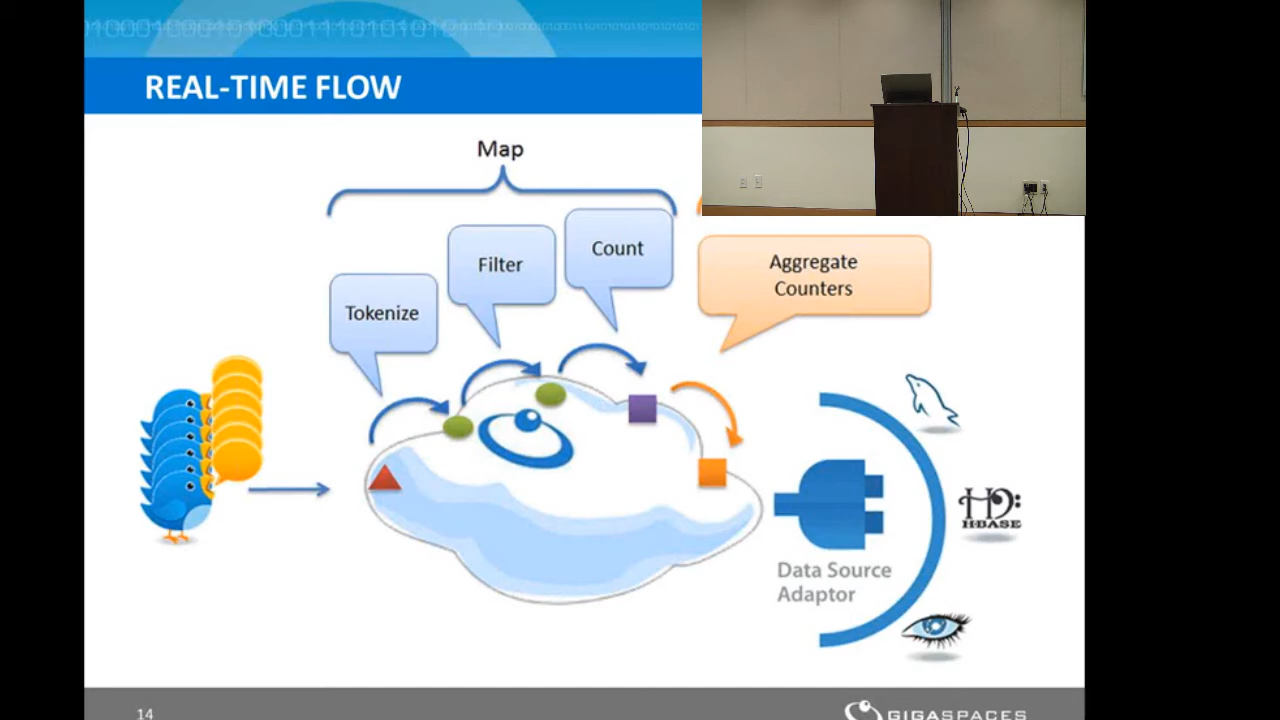 REAL-TIME FLOW
Map
Tokenize
Filter
Count
Aggregate
Counters
Data Source
Adaptor
HBASE
14
GIGASPACES